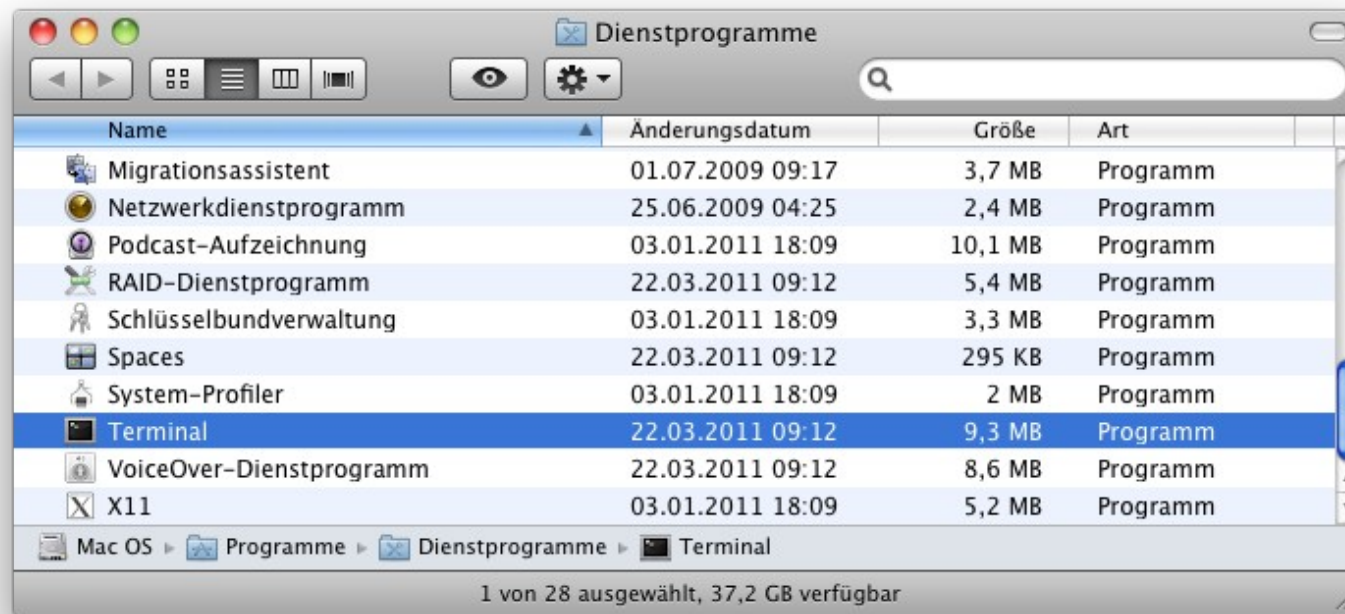 Dienstprogramme
Name Änderungsdatum Größe Art
Migrationsassistent 01.07.2009 09:17 3,7 MB Programm
Netzwerkdienstprogramm 25.06.2009 04:25 2,4 MB Programm
Podcast-Aufzeichnung 03.01.2011 18:09 10,1 MB Programm
RAID-Dienstprogramm 22.03.2011 09:12 5,4 MB Programm
Schlüsselbundverwaltung 03.01.2011 18:09 3,3 MB Programm
Spaces 22.03.2011 09:12 295 KB Programm
System-Profiler 03.01.2011 18:09 2 MB Programm
Terminal 22.03.2011 09:12 9,3 MB Programm
VoiceOver-Dienstprogramm 22.03.2011 09:12 8,6 MB Programm
X11 03.01.2011 18:09 5,2 MB Programm
Mac OS ▸ Programme ▸ Dienstprogramme ▸ Terminal
1 von 28 ausgewählt, 37,2 GB verfügbar